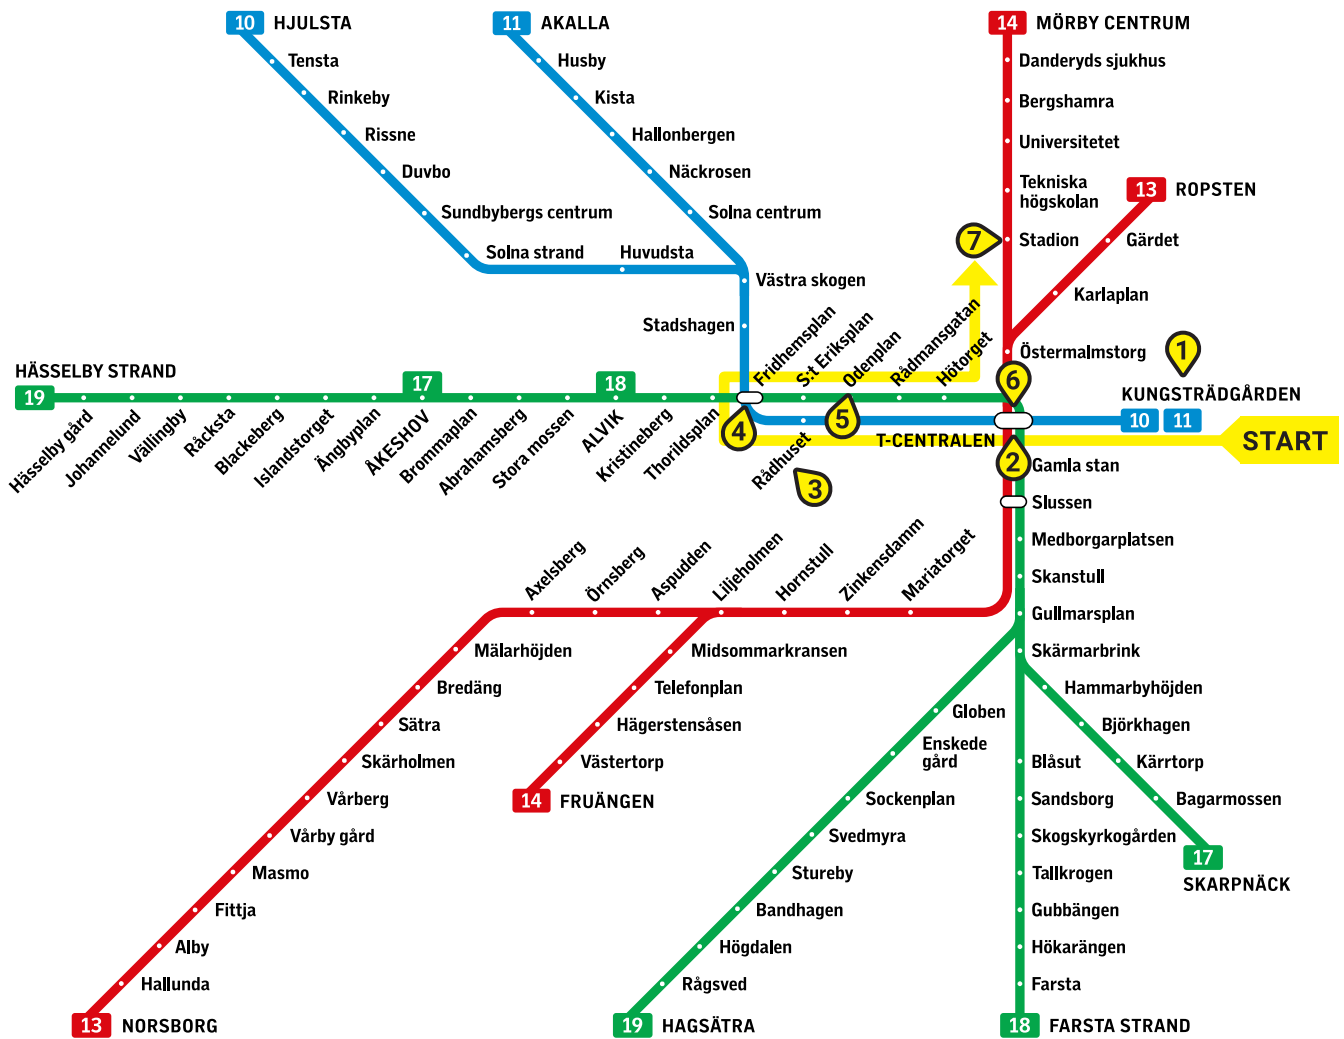 10 HJULSTA
11 AKALLA
14 MÖRBY CENTRUM
Tensta
Husby
Danderyds sjukhus
Rinkeby
Kista
Bergshamra
Rissne
Hallonbergen
Universitetet
Duvbo
Näckrosen
Tekniska
högskolan
13 ROPSTEN
Sundbybergs centrum
Solna centrum
7
Stadion
Gärdet
Solna strand
Huvudsta
Västra skogen
Karlaplan
Stadshagen
Fridhemsplan
S:t Eriksplan
Odenplan
Rådmansgatan
Hötorget
Östermalmstorg
1
HÄSSELBY STRAND
19
17
18
6
KUNGSTRÄDGÅRDEN
10
11
Hässelby gård
Johannelund
Vällingby
Råcksta
Blackeberg
Islandstorget
Ängbyplan
ÅKESHOV
Brommaplan
Abrahamsberg
Stora mossen
ALVIK
Kristineberg
Thorildsplan
4
Rådhuset
5
3
T-CENTRALEN
START
2
Gamla stan
Slussen
Medborgarplatsen
Skanstull
Gullmarsplan
Skärmarbrink
Axelsberg
Örnsberg
Aspudden
Liljeholmen
Hornstull
Zinkensdamm
Mariatorget
Mälarhöjden
Bredäng
Sätra
Skärholmen
Vårberg
Vårby gård
Masmo
Fittja
Alby
Hallunda
13 NORSBORG
Midsommarkransen
Telefonplan
Hägerstensåsen
Västertorp
14 FRUÄNGEN
Globen
Enskede
gård
Sockenplan
Svedmyra
Stureby
Bandhagen
Högdalen
Rågsved
19 HAGSÄTRA
Hammarbyhöjden
Björkhagen
Kärrtorp
Bagarmossen
17
SKARPNÄCK
Blåsut
Sandsborg
Skogskyrkogården
Tallkrogen
Gubbängen
Hökarängen
Farsta
18 FARSTA STRAND